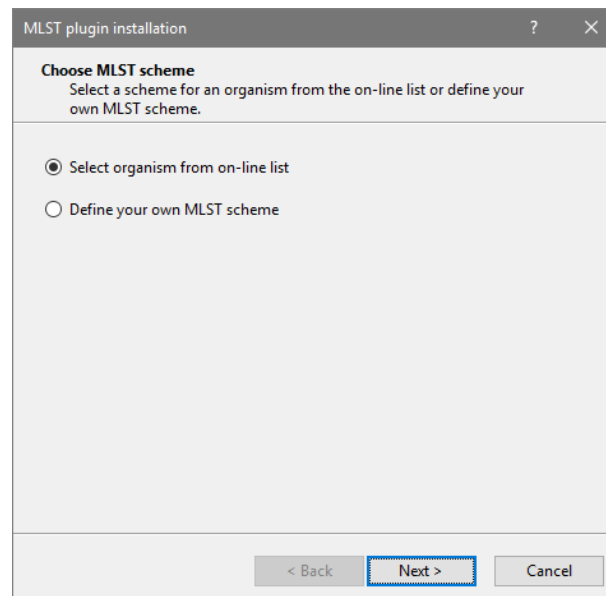 MLST plugin installation ?
Choose MLST scheme
Select a scheme for an organism from the on-line list or define your
own MLST scheme.
Select organism from on-line list
Define your own MLST scheme
< Back Next > Cancel